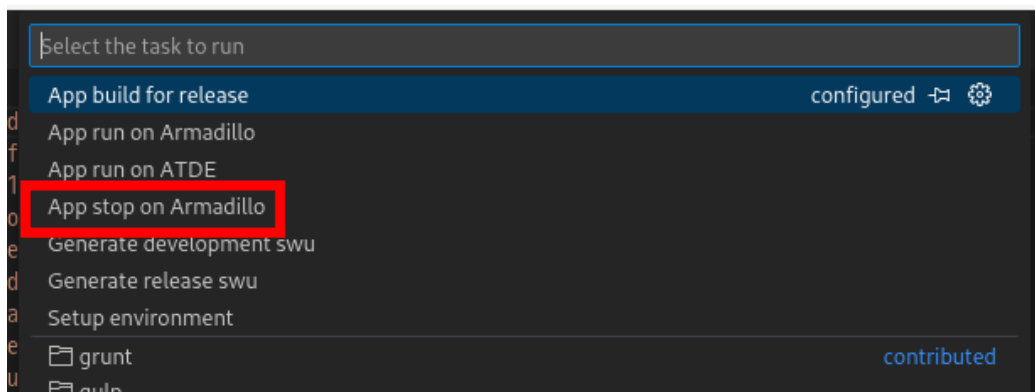 Select the task to run
App build for release configured
App run on Armadillo
App run on ATDE
App stop on Armadillo
Generate development swu
Generate release swu
Setup environment
grunt contributed
gulp